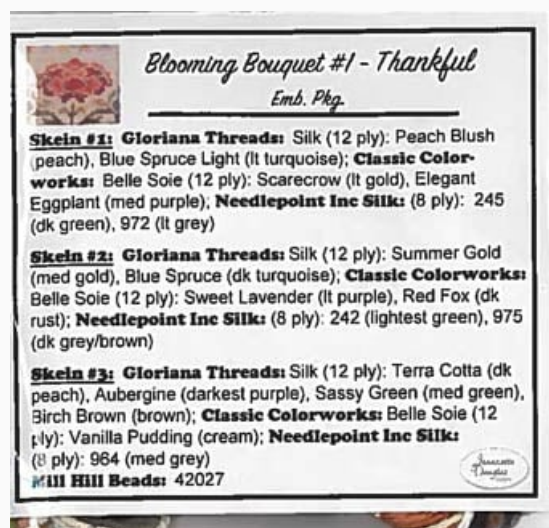 Blooming Bouquet #1 - Thankful
Emb. Pkg.
Skein #1: Gloriana Threads: Silk (12 ply): Peach Blush
(peach), Blue Spruce Light (lt turquoise); Classic Color-
works: Belle Soie (12 ply): Scarecrow (lt gold), Elegant
Eggplant (med purple); Needlepoint Inc Silk: (8 ply): 245
(dk green), 972 (lt grey)
Skein #2: Gloriana Threads: Silk (12 ply): Summer Gold
(med gold), Blue Spruce (dk turquoise); Classic Colorworks:
Belle Soie (12 ply): Sweet Lavender (lt purple), Red Fox (dk
rust); Needlepoint Inc Silk: (8 ply): 242 (lightest green), 975
(dk grey/brown)
Skein #3: Gloriana Threads: Silk (12 ply): Terra Cotta (dk
peach), Aubergine (darkest purple), Sassy Green (med green),
Birch Brown (brown); Classic Colorworks: Belle Soie (12
ply): Vanilla Pudding (cream); Needlepoint Inc Silk:
(8 ply): 964 (med grey)
Mill Hill Beads: 42027
Jeannette
Douglas